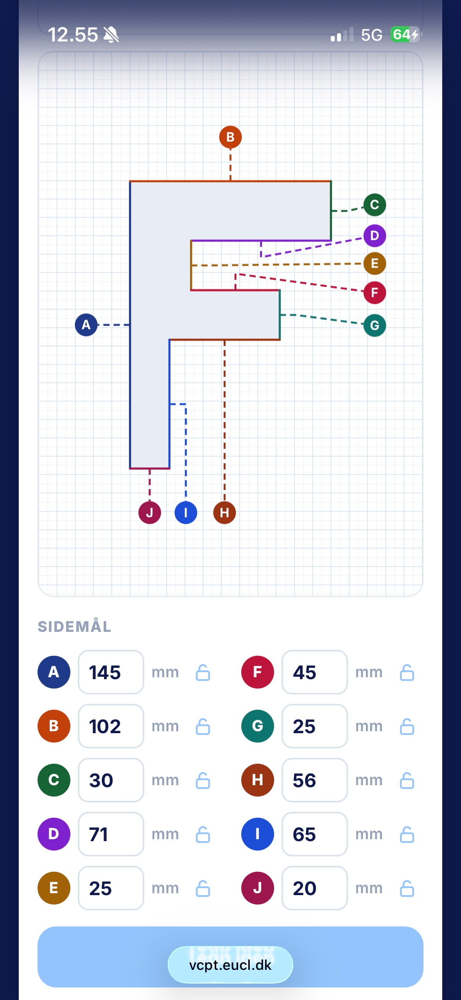 12.55 5G 64
B
C
D
E
F
A
G
J I H
SIDEMÅL
A 145 mm F 45 mm
B 102 mm G 25 mm
C 30 mm H 56 mm
D 71 mm I 65 mm
E 25 mm J 20 mm
vcpt.eucl.dk